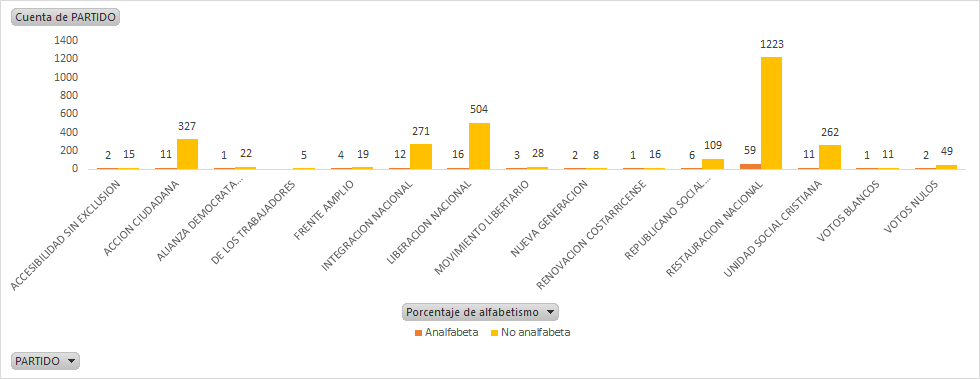 Cuenta de PARTIDO
1400
1200
1000
800
600
400
200
0
2 15
11 327
1 22
5
4 19
12 271
16 504
3 28
2 8
1 16
6 109
59 1223
11 262
1 11
2 49
ACCESIBILIDAD SIN EXCLUSION
ACCION CIUDADANA
ALIANZA DEMOCRATA...
DE LOS TRABAJADORES
FRENTE AMPLIO
INTEGRACION NACIONAL
LIBERACION NACIONAL
MOVIMIENTO LIBERTARIO
NUEVA GENERACION
RENOVACION COSTARRICENSE
REPUBLICANO SOCIAL...
RESTAURACION NACIONAL
UNIDAD SOCIAL CRISTIANA
VOTOS BLANCOS
VOTOS NULOS
Porcentaje de alfabetismo
Analfabeta No analfabeta
PARTIDO